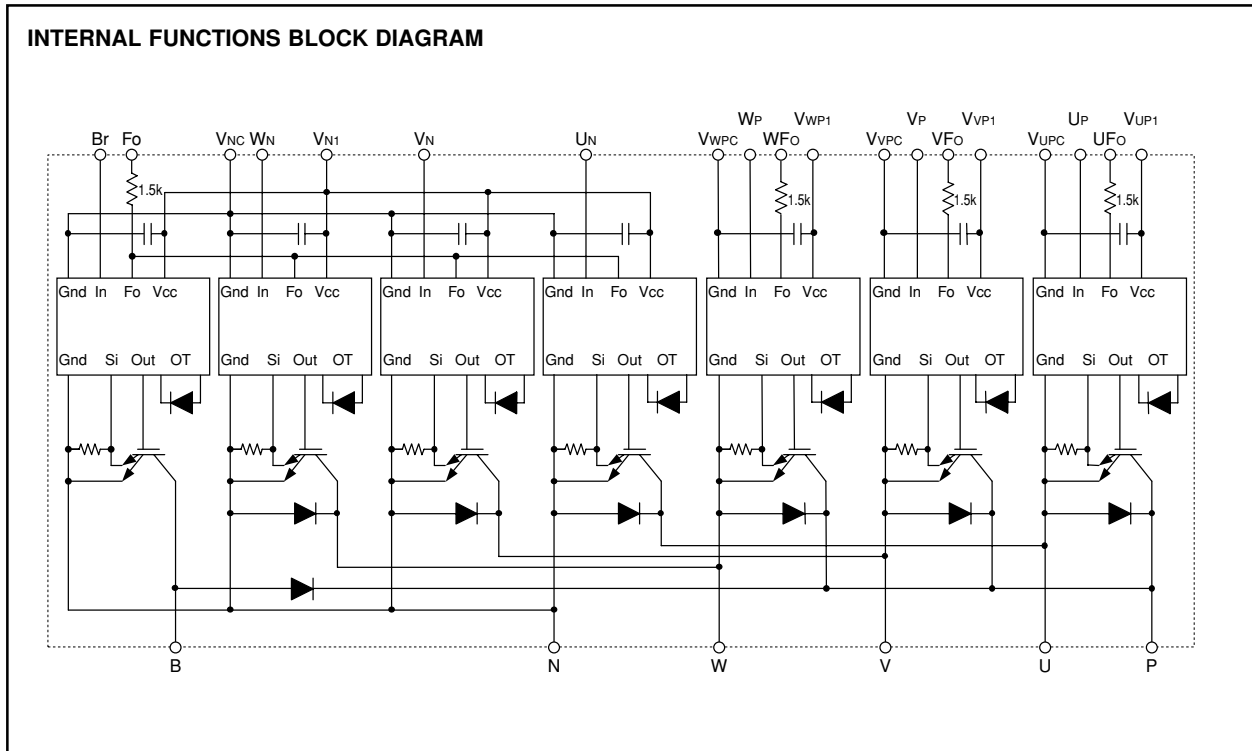 INTERNAL FUNCTIONS BLOCK DIAGRAM
WP VWP1 VP VVP1 UP VUP1
Br Fo VNC WN VN1 VN UN VWPC WFO VVPC VFO VUPC UFO
1.5k 1.5k 1.5k 1.5k
Gnd In Fo Vcc Gnd In Fo Vcc Gnd In Fo Vcc Gnd In Fo Vcc Gnd In Fo Vcc Gnd In Fo Vcc Gnd In Fo Vcc
Gnd Si Out OT Gnd Si Out OT Gnd Si Out OT Gnd Si Out OT Gnd Si Out OT Gnd Si Out OT Gnd Si Out OT
B N W V U P